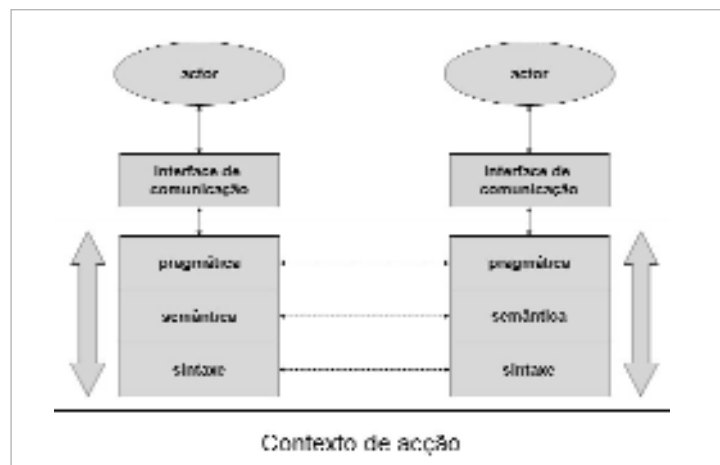 actor
actor
Interface de
comunicação
Interface de
comunicação
pragmática
pragmática
semântica
semântica
sintaxe
sintaxe
Contexto de acção